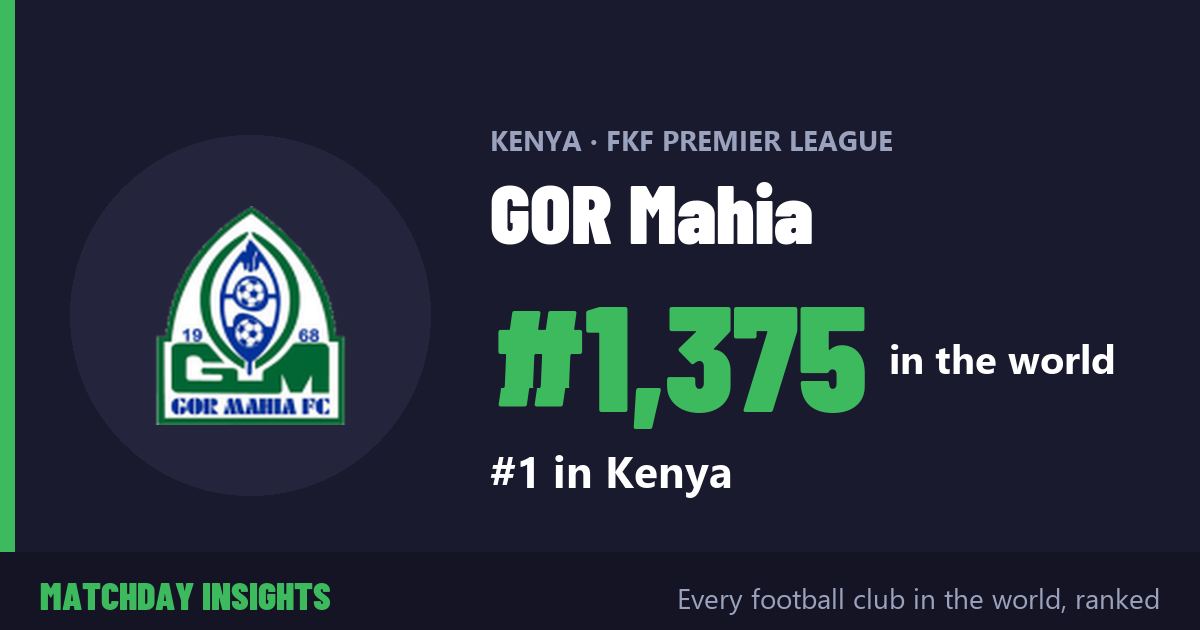 KENYA · FKF PREMIER LEAGUE
GOR Mahia
#1,375 in the world
#1 in Kenya
19 68
GM
GOR MAHIA FC
MATCHDAY INSIGHTS
Every football club in the world, ranked